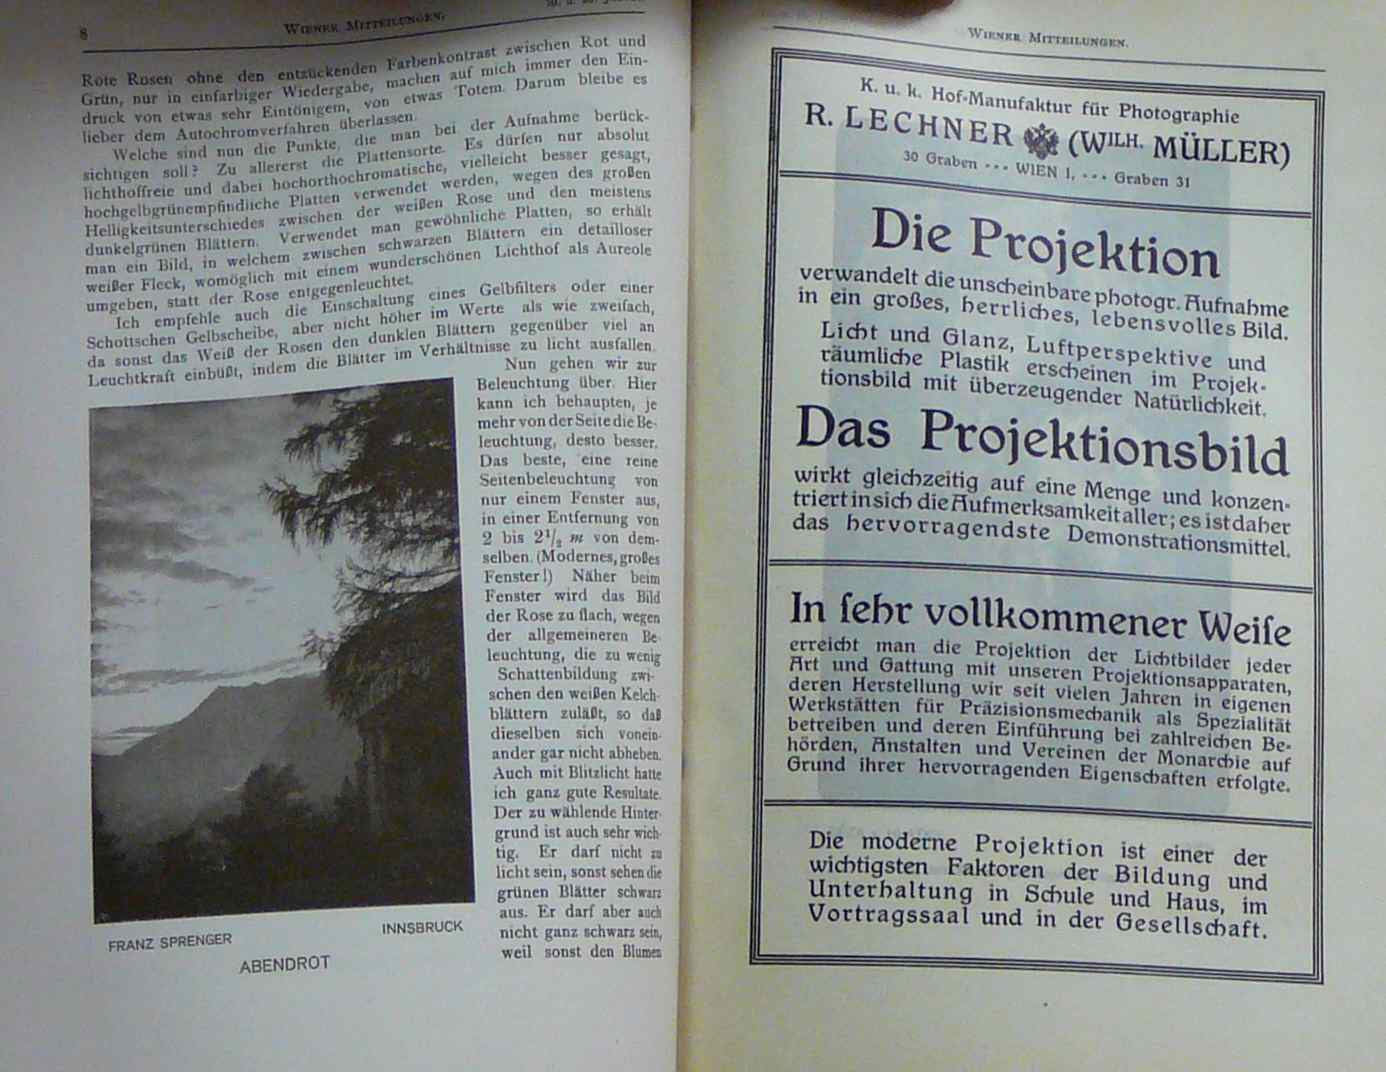 8
WIENER MITTEILUNGEN.
Rote Rosen ohne den entzückenden Farbenkontrast zwischen Rot und
Grün, nur in einfarbiger Wiedergabe, machen auf mich immer den Ein-
druck von etwas sehr Eintönigem, von etwas Totem. Darum bleibe es
lieber dem Autochromverfahren überlassen.
Welche sind nun die Punkte, die man bei der Aufnahme berück-
sichtigen soll? Zu allererst die Plattensorte. Es dürfen nur absolut
lichthoffreie und dabei hochorthochromatische, vielleicht besser gesagt,
hochgelbgrünempfindliche Platten verwendet werden, wegen des großen
Helligkeitsunterschiedes zwischen der weißen Rose und den meistens
dunkelgrünen Blättern. Verwendet man gewöhnliche Platten, so erhält
man ein Bild, in welchem zwischen schwarzen Blättern ein detailloser
weißer Fleck, womöglich mit einem wunderschönen Lichthof als Aureole
umgeben, statt der Rose entgegenleuchtet.
Ich empfehle auch die Einschaltung eines Gelbfilters oder einer
Schottischen Gelbscheibe, aber nicht höher im Werte als wie zweifach,
da sonst das Weiß der Rosen den dunklen Blättern gegenüber viel an
Leuchtkraft einbüßt, indem die Blätter im Verhältnisse zu licht ausfallen.
Nun gehen wir zur
Beleuchtung über. Hier
kann ich behaupten, je
mehr von der Seite die Be-
leuchtung, desto besser.
Das beste, eine reine
Seitenbeleuchtung von
nur einem Fenster aus,
in einer Entfernung von
2 bis 2 1/2 m von dem-
selben. (Modernes, großes
Fenster!) Näher beim
Fenster wird das Bild
der Rose zu flach, wegen
der allgemeineren Be-
leuchtung, die zu wenig
Schattenbildung zwi-
schen den weißen Kelch-
blättern zuläßt, so daß
dieselben sich vonein-
ander gar nicht abheben.
Auch mit Blitzlicht hatte
ich ganz gute Resultate.
Der zu wählende Hinter-
grund ist auch sehr wich-
tig. Er darf nicht zu
licht sein, sonst sehen die
grünen Blätter schwarz
aus. Er darf aber auch
nicht ganz schwarz sein,
weil sonst den Blumen
FRANZ SPRENGER
INNSBRUCK
ABENDROT
WIENER MITTEILUNGEN.
K. u. k. Hof-Manufaktur für Photographie
R. LECHNER (WILH. MÜLLER)
30 Graben --- WIEN I, --- Graben 31
Die Projektion
verwandelt die unscheinbare photogr. Aufnahme
in ein großes, herrliches, lebensvolles Bild.
Licht und Glanz, Luftperspektive und
räumliche Plastik erscheinen im Projek-
tionsbild mit überzeugender Natürlichkeit.
Das Projektionsbild
wirkt gleichzeitig auf eine Menge und konzen-
triert in sich die Aufmerksamkeit aller; es ist daher
das hervorragendste Demonstrationsmittel.
In sehr vollkommener Weise
erreicht man die Projektion der Lichtbilder jeder
Art und Gattung mit unseren Projektionsapparaten,
deren Herstellung wir seit vielen Jahren in eigenen
Werkstätten für Präzisionsmechanik als Spezialität
betreiben und deren Einführung bei zahlreichen Be-
hörden, Anstalten und Vereinen der Monarchie auf
Grund ihrer hervorragenden Eigenschaften erfolgte.
Die moderne Projektion ist einer der
wichtigsten Faktoren der Bildung und
Unterhaltung in Schule und Haus, im
Vortragssaal und in der Gesellschaft.